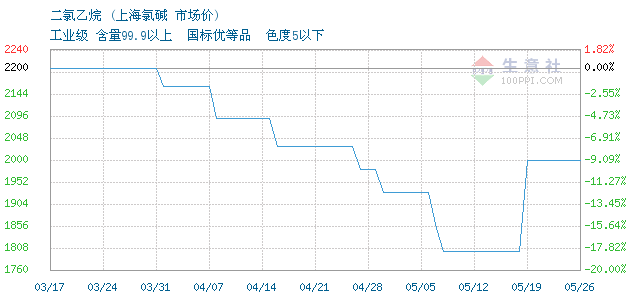 二氯乙烷 (上海氯碱 市场价)
工业级 含量99.9以上 国标优等品 色度5以下
2240 1.82%
2200 0.00%
2144 -2.55%
2096 -4.73%
2048 -6.91%
2000 -9.09%
1952 -11.27%
1904 -13.45%
1856 -15.64%
1808 -17.82%
1760 -20.00%
生意社
100PPI.COM
03/17 03/24 03/31 04/07 04/14 04/21 04/28 05/05 05/12 05/19 05/26